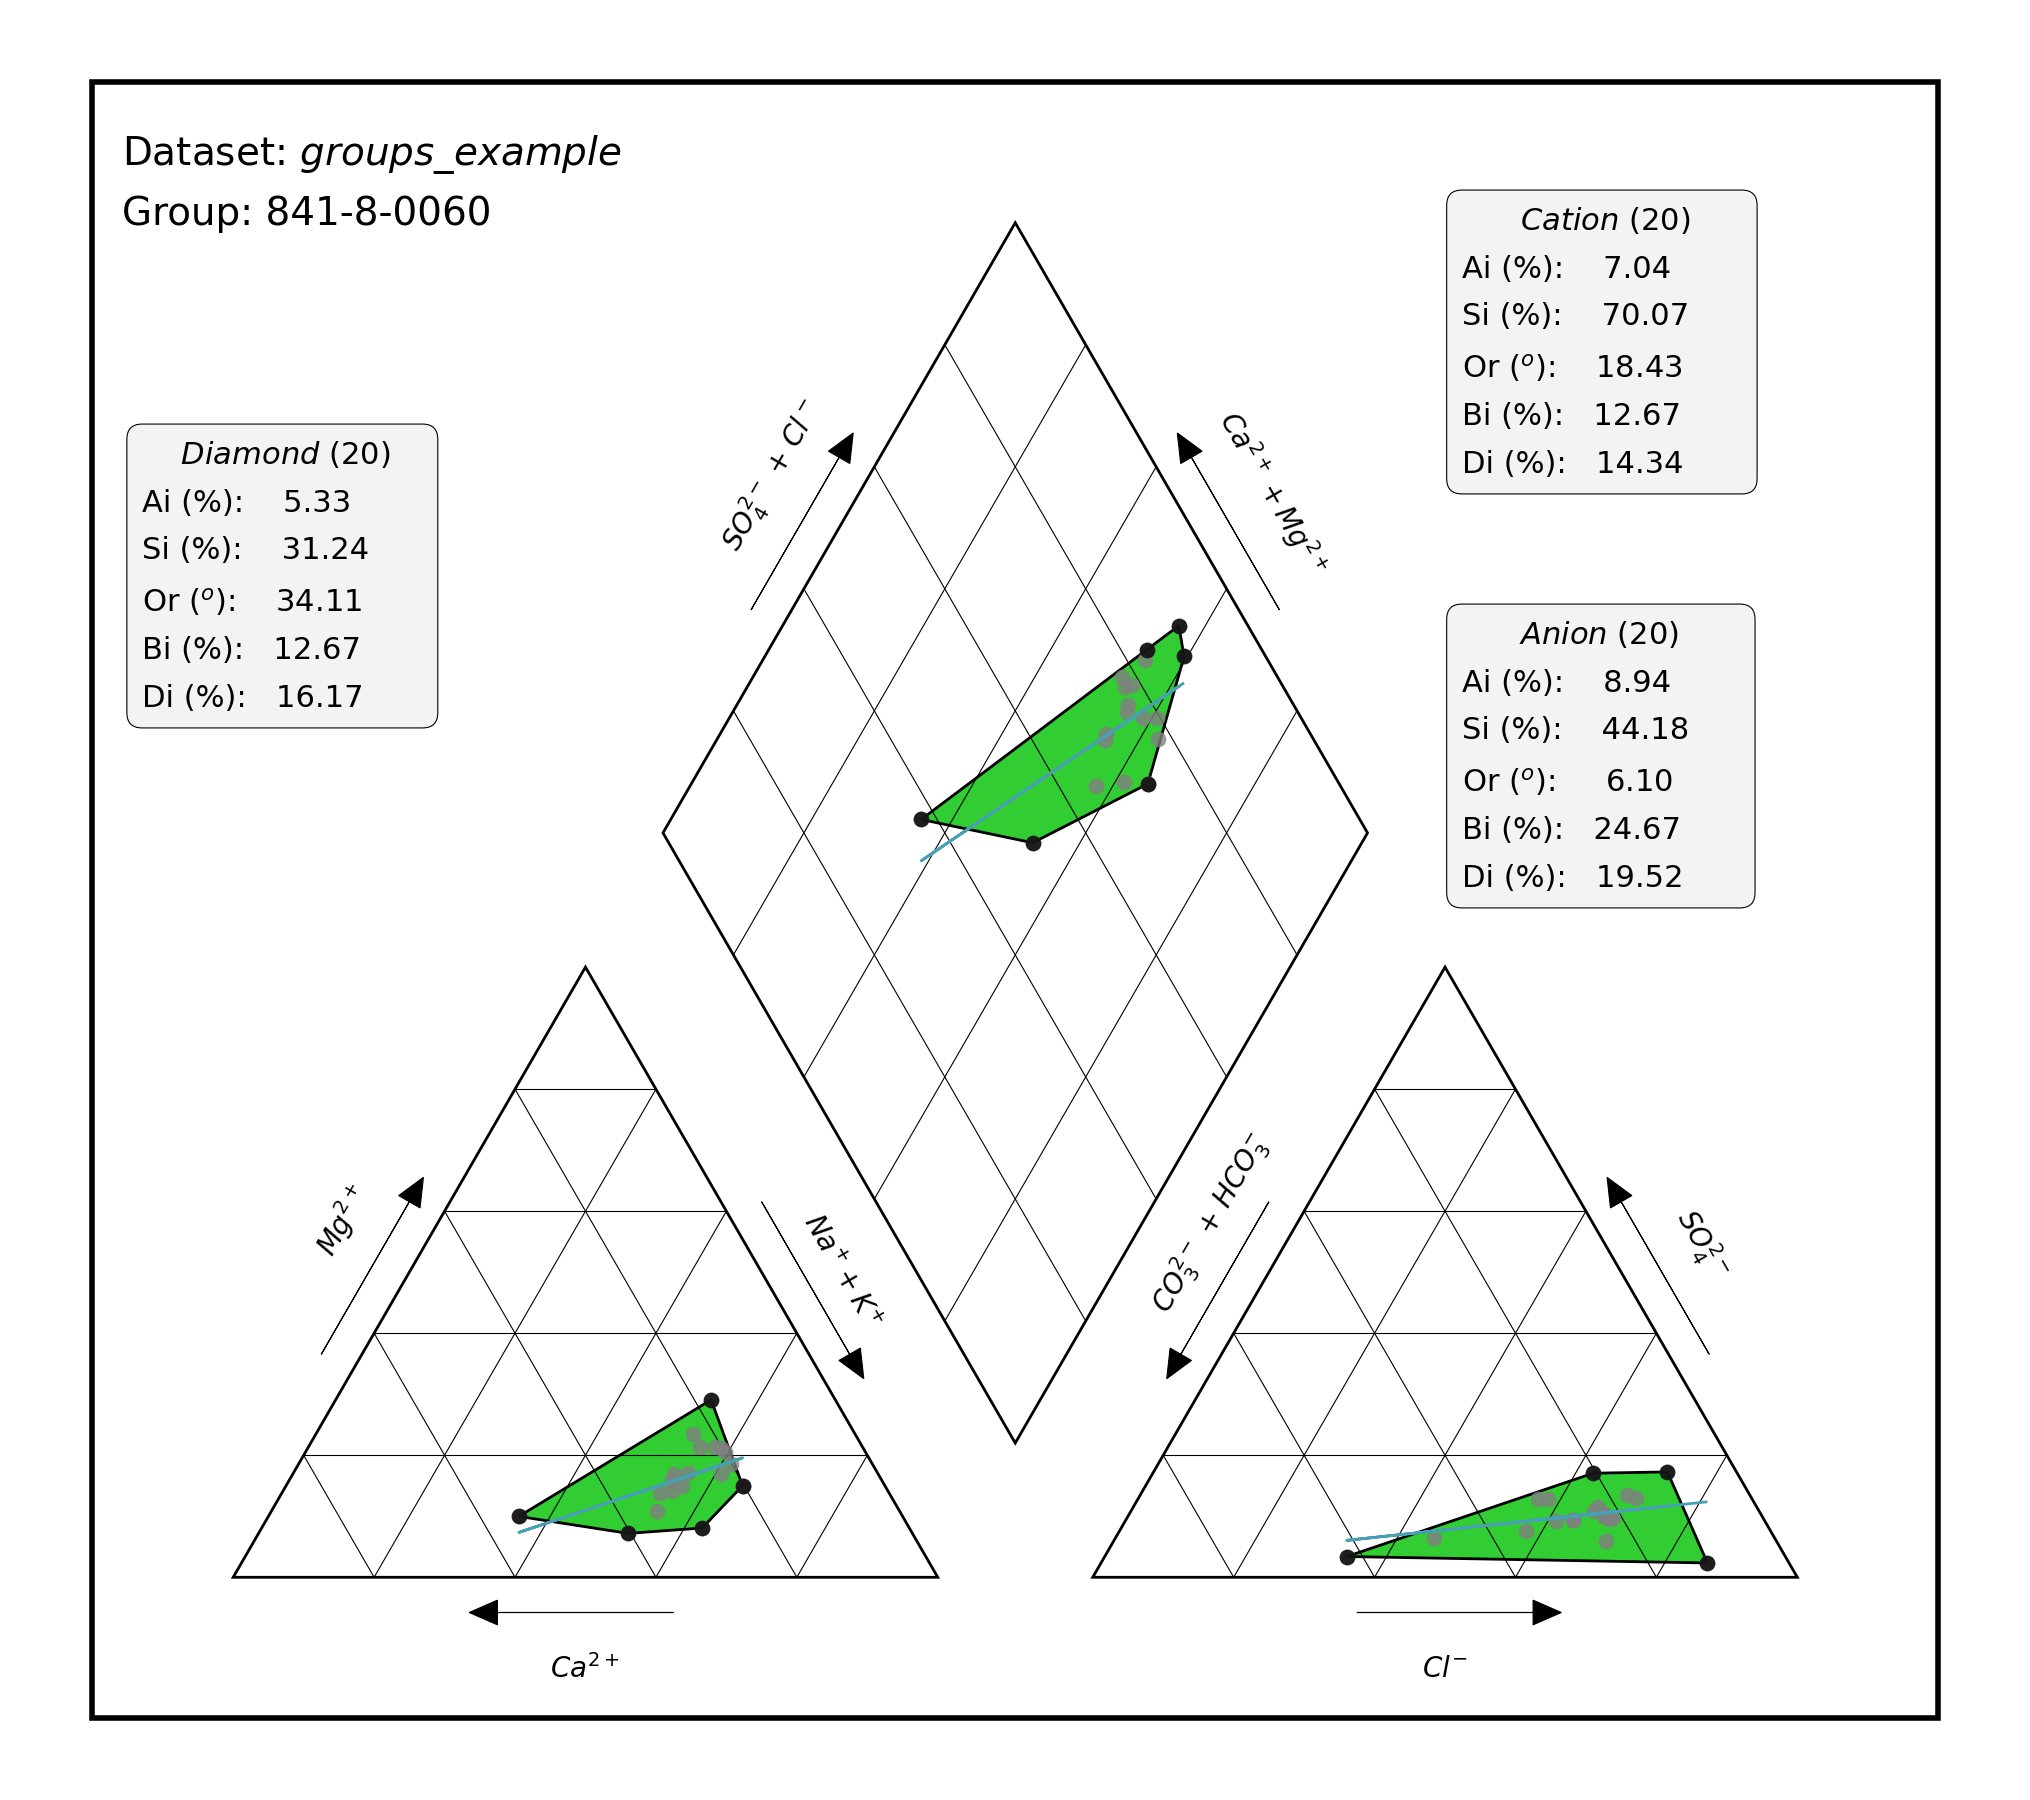 Dataset: groups_example
Group: 841-8-0060
Cation (20)
Ai (%): 7.04
Si (%): 70.07
Or (°): 18.43
Bi (%): 12.67
Di (%): 14.34
Diamond (20)
Ai (%): 5.33
Si (%): 31.24
Or (°): 34.11
Bi (%): 12.67
Di (%): 16.17
SO₄²⁻ + Cl⁻
Ca²⁺ + Mg²⁺
Anion (20)
Ai (%): 8.94
Si (%): 44.18
Or (°): 6.10
Bi (%): 24.67
Di (%): 19.52
Mg²⁺
Na⁺ + K⁺
CO₃²⁻ + HCO₃⁻
SO₄²⁻
Ca²⁺
Cl⁻